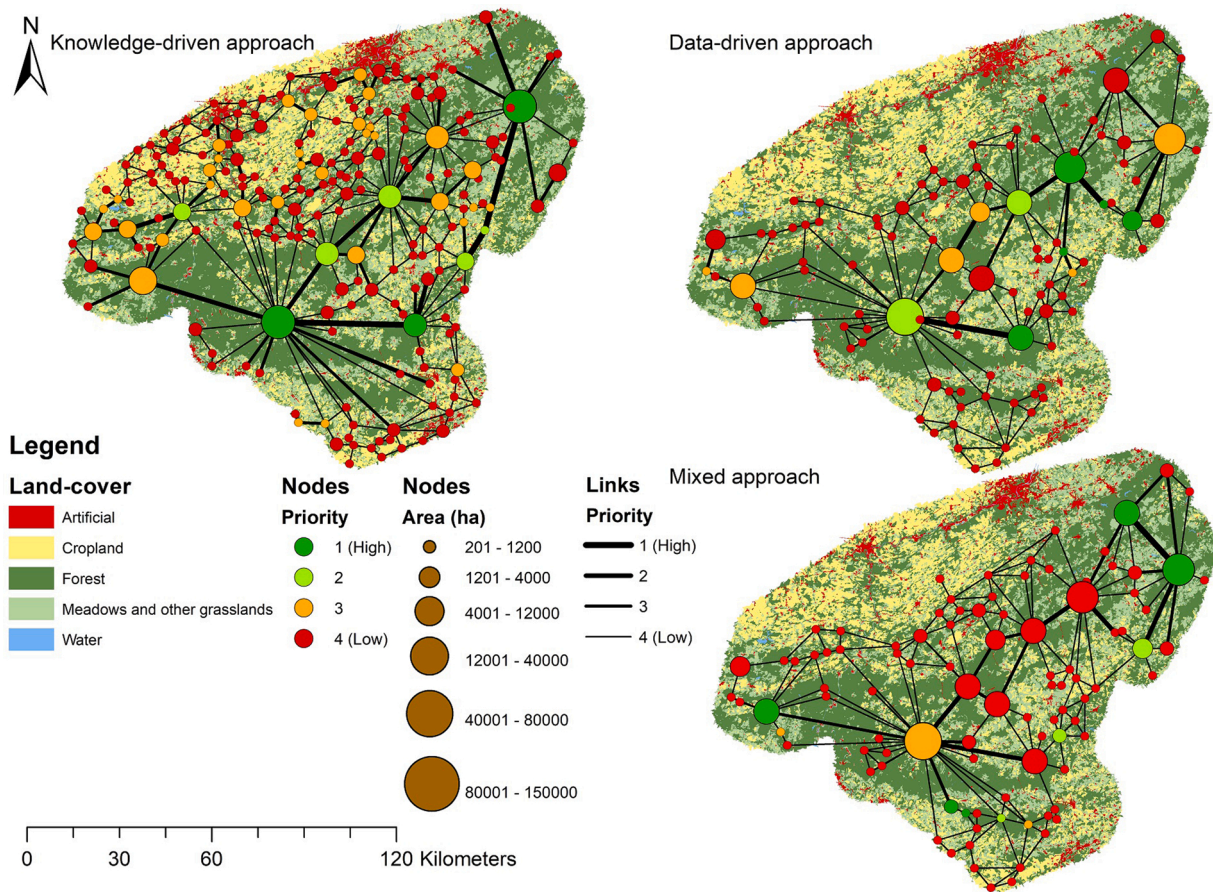 N
Knowledge-driven approach
Data-driven approach
Mixed approach
Legend
Land-cover
Artificial
Cropland
Forest
Meadows and other grasslands
Water
Nodes
Priority
1 (High)
2
3
4 (Low)
Nodes
Area (ha)
201 - 1200
1201 - 4000
4001 - 12000
12001 - 40000
40001 - 80000
80001 - 150000
Links
Priority
1 (High)
2
3
4 (Low)
0 30 60 120 Kilometers